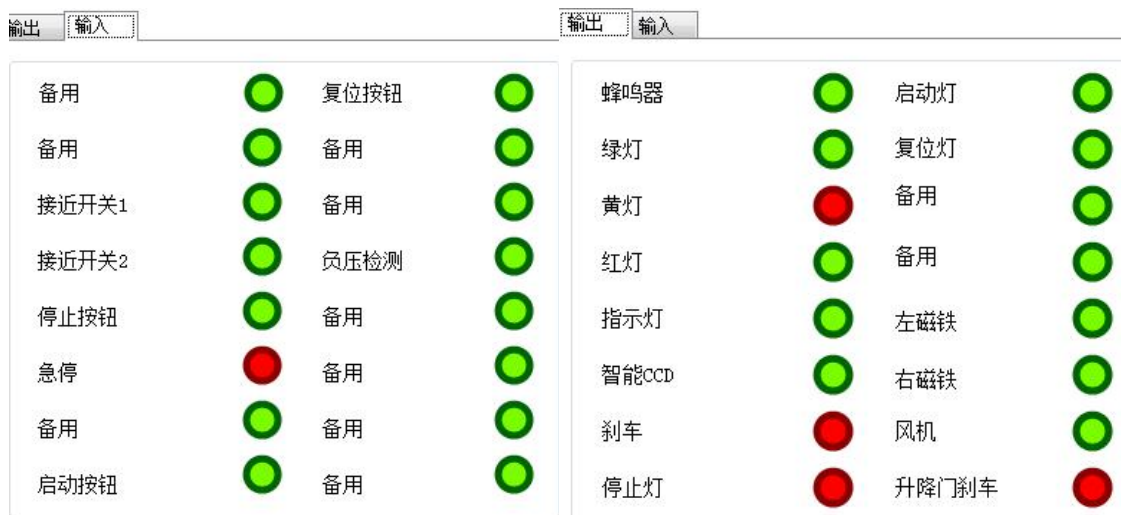 输出 输入
备用 复位按钮
备用 备用
接近开关1 备用
接近开关2 负压检测
停止按钮 备用
急停 备用
备用 备用
启动按钮 备用
输出 输入
蜂鸣器 启动灯
绿灯 复位灯
黄灯 备用
红灯 备用
指示灯 左磁铁
智能CCD 右磁铁
刹车 风机
停止灯 升降门刹车